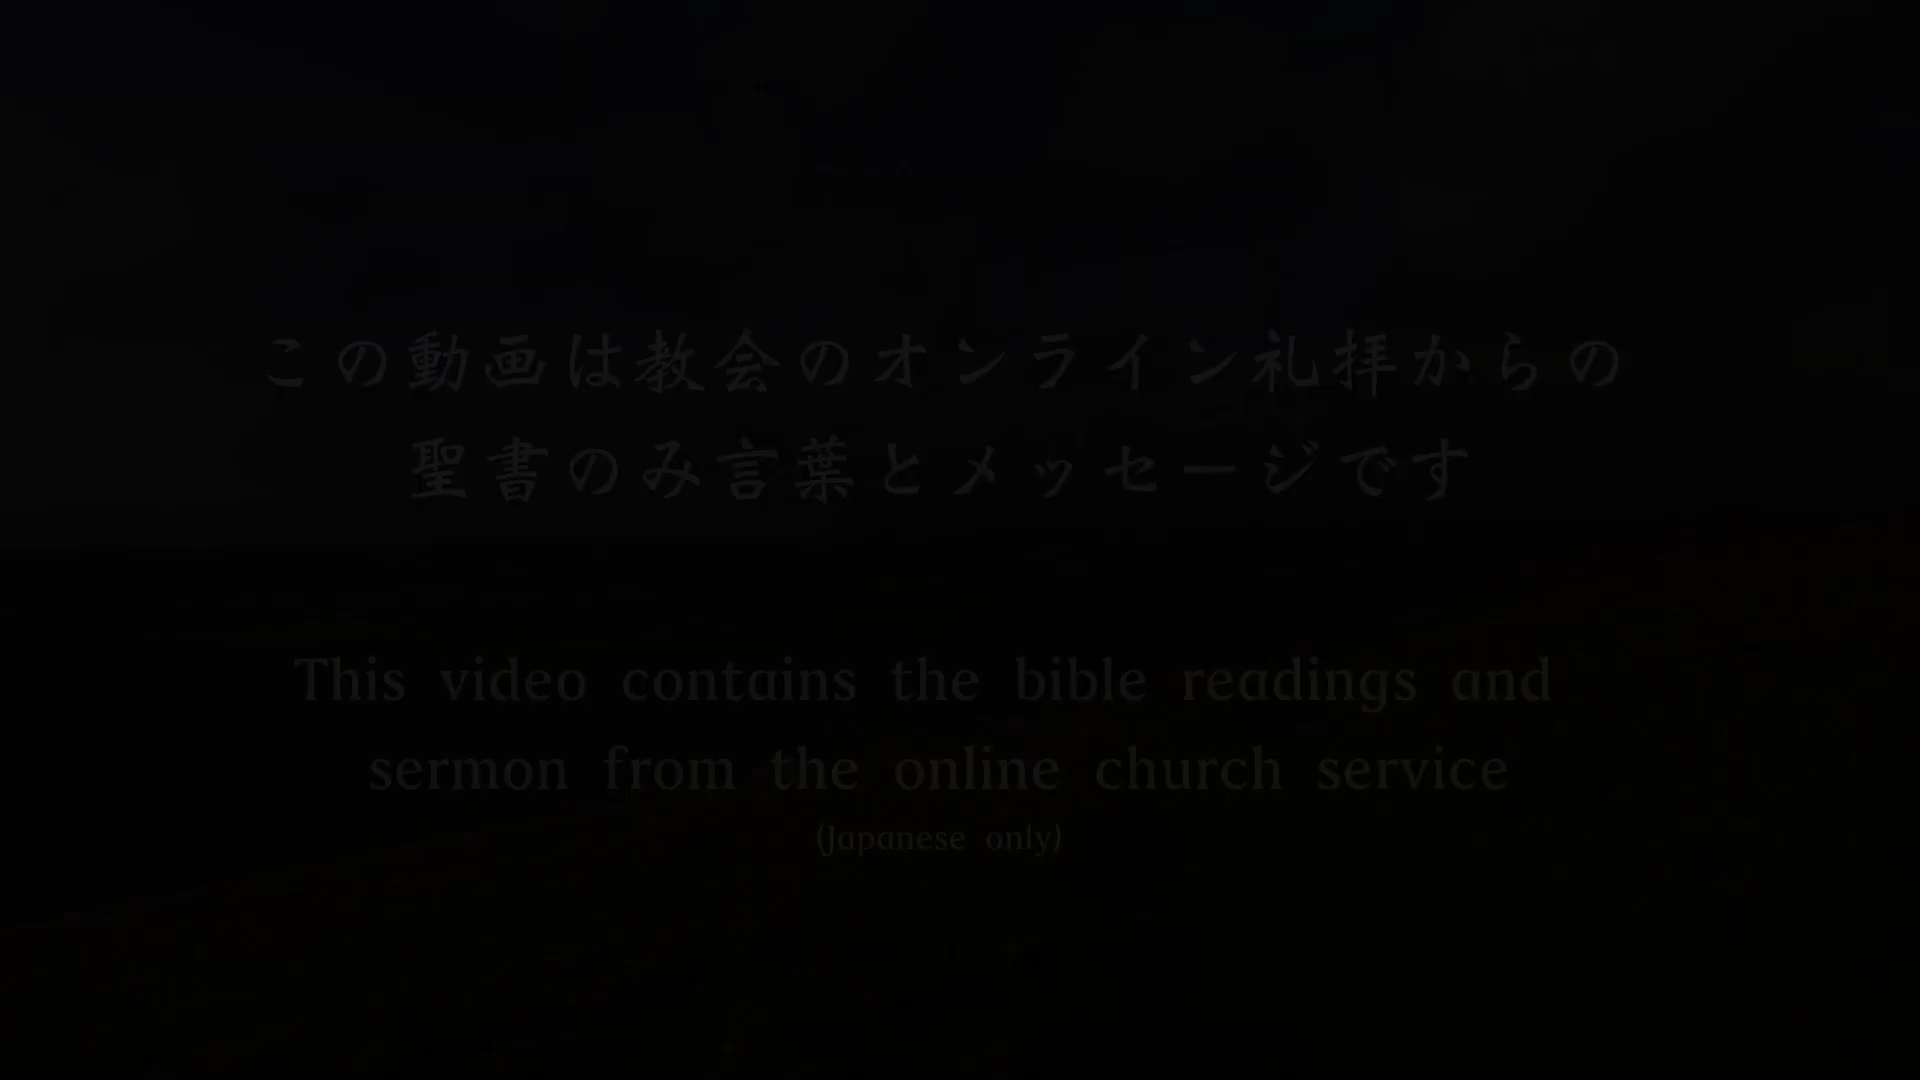 この動画は教会のオンライン礼拝からの
聖書のみ言葉とメッセージです
This video contains the bible readings and
sermon from the online church service
(Japanese only)